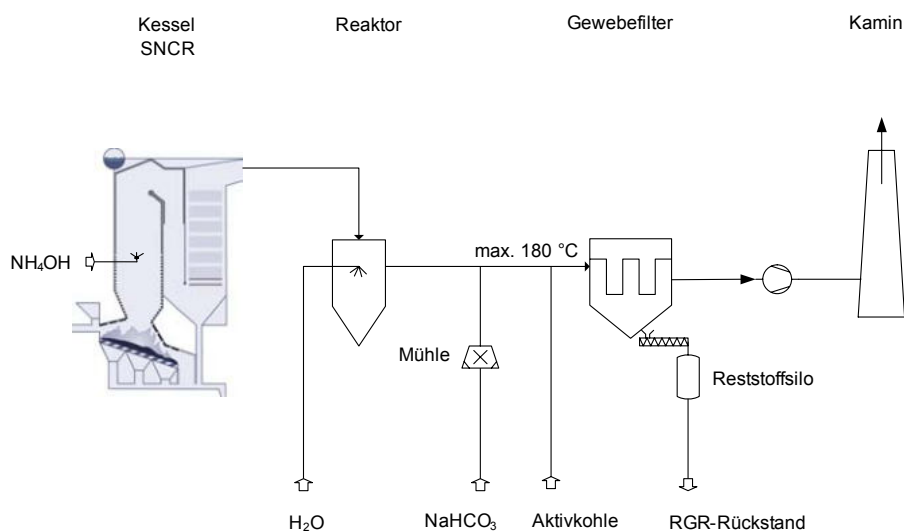 Kessel
SNCR
Reaktor
Gewebefilter
Kamin
NH₄OH
max. 180 °C
Mühle
Reststoffsilo
H₂O
NaHCO₃
Aktivkohle
RGR-Rückstand